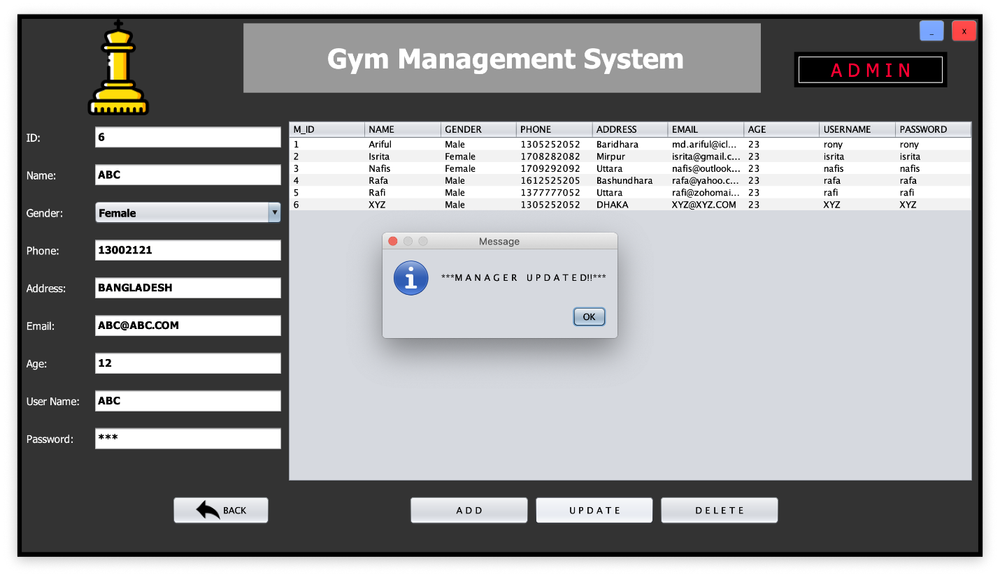 _ x
Gym Management System
ADMIN
ID: 6
Name: ABC
Gender: Female
Phone: 13002121
Address: BANGLADESH
Email: ABC@ABC.COM
Age: 12
User Name: ABC
Password: ***
M_ID NAME GENDER PHONE ADDRESS EMAIL AGE USERNAME PASSWORD
1 Ariful Male 1305252052 Baridhara md.ariful@icl... 23 rony rony
2 Isrita Female 1708282082 Mirpur isrita@gmail.c... 23 isrita isrita
3 Nafis Female 1709292092 Uttara nafis@outlook... 23 nafis nafis
4 Rafa Male 1612525205 Bashundhara rafa@yahoo.c... 23 rafa rafa
5 Rafi Male 1377777052 Uttara rafi@zohomai... 23 rafi rafi
6 XYZ Male 1305252052 DHAKA XYZ@XYZ.COM 23 XYZ XYZ
Message
***MANAGER UPDATED!!***
OK
BACK ADD UPDATE DELETE